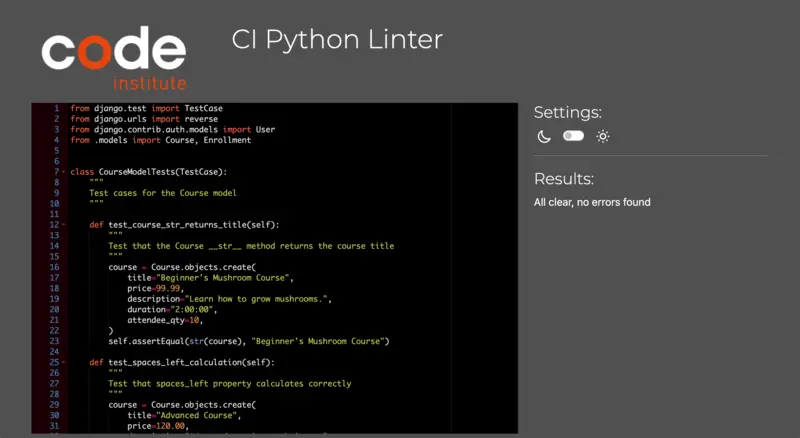 code
institute
CI Python Linter
1 from django.test import TestCase
2 from django.urls import reverse
3 from django.contrib.auth.models import User
4 from .models import Course, Enrollment
5
6
7 class CourseModelTests(TestCase):
8 """
9 Test cases for the Course model
10 """
11
12 def test_course_str_returns_title(self):
13 """
14 Test that the Course __str__ method returns the course title
15 """
16 course = Course.objects.create(
17 title="Beginner's Mushroom Course",
18 price=99.99,
19 description="Learn how to grow mushrooms.",
20 duration="2:00:00",
21 attendee_qty=10,
22 )
23 self.assertEqual(str(course), "Beginner's Mushroom Course")
24
25 def test_spaces_left_calculation(self):
26 """
27 Test that spaces_left property calculates correctly
28 """
29 course = Course.objects.create(
30 title="Advanced Course",
31 price=120.00,
Settings:
Results:
All clear, no errors found